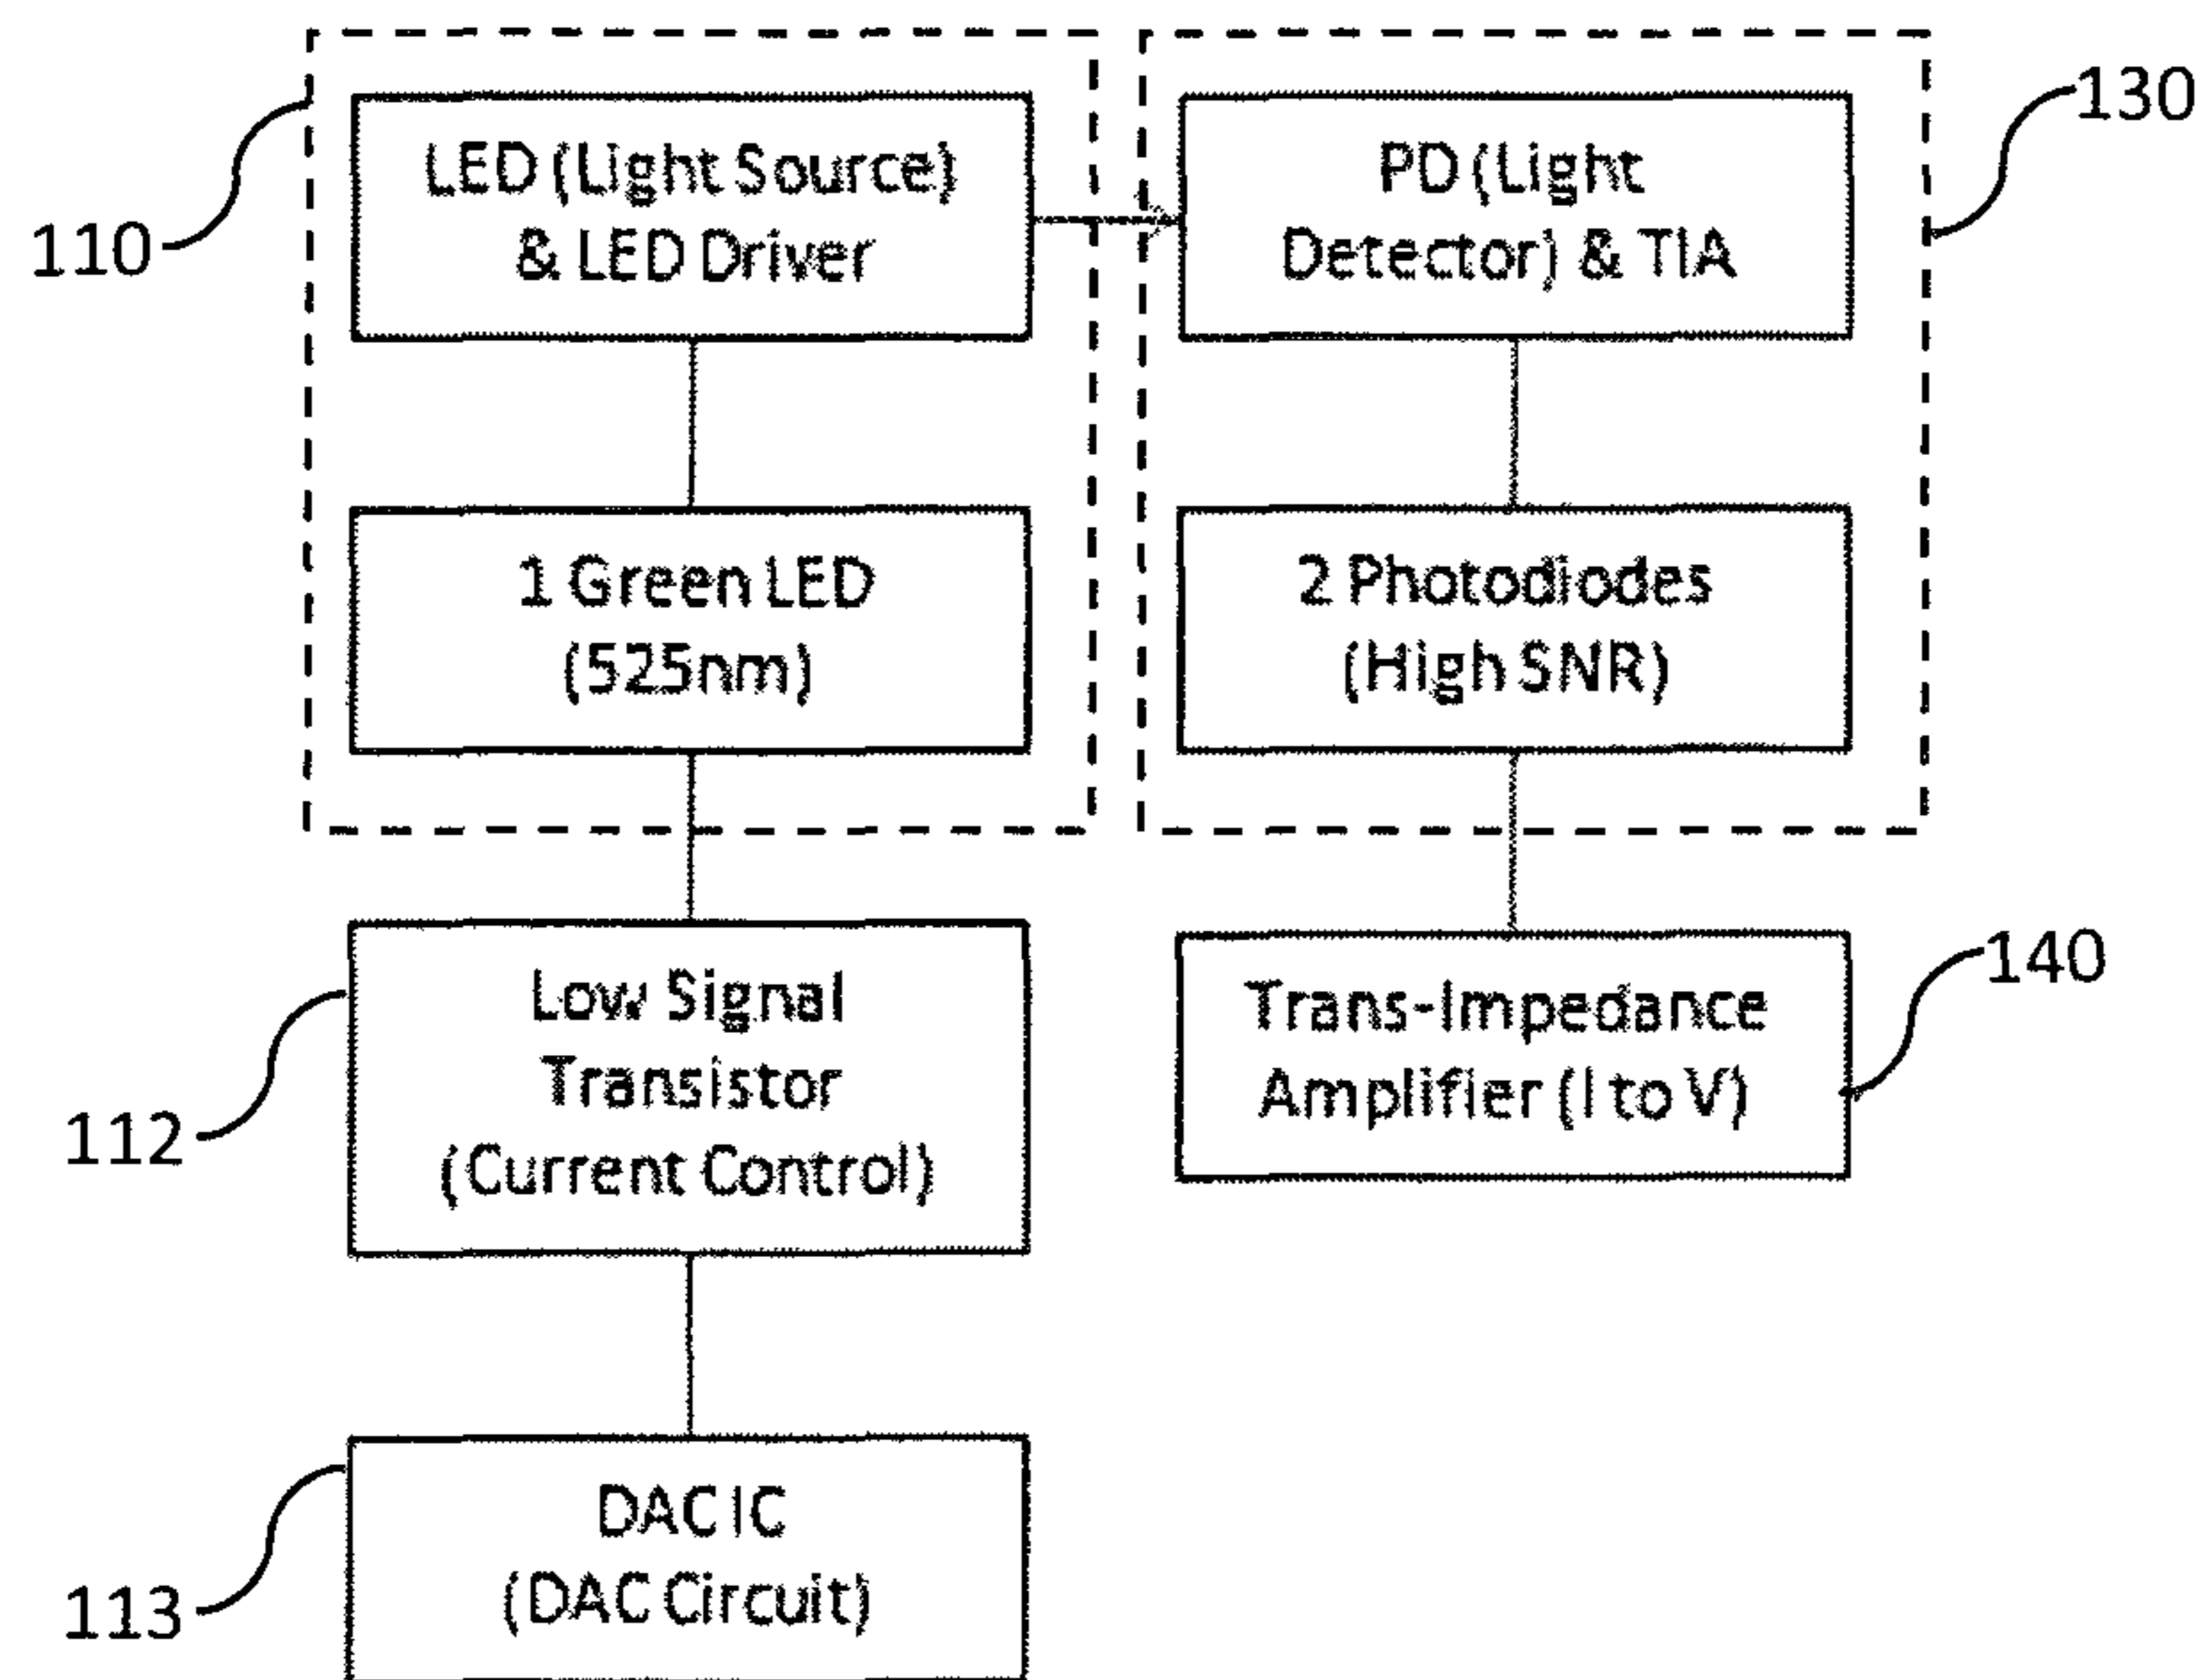 110
LED (Light Source)
& LED Driver
PD (Light
Detector) & TIA
130
1 Green LED
(525nm)
2 Photodiodes
(High SNR)
112
Low Signal
Transistor
(Current Control)
Trans-Impedance
Amplifier (I to V)
140
113
DAC IC
(DAC Circuit)